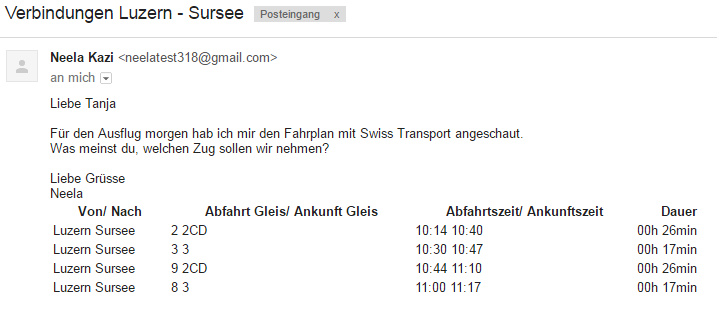 Verbindungen Luzern - Sursee Posteingang x
Neela Kazi <neelatest318@gmail.com>
an mich
Liebe Tanja
Für den Ausflug morgen hab ich mir den Fahrplan mit Swiss Transport angeschaut.
Was meinst du, welchen Zug sollen wir nehmen?
Liebe Grüsse
Neela
Von/ Nach Abfahrt Gleis/ Ankunft Gleis Abfahrtszeit/ Ankunftszeit Dauer
Luzern Sursee 2 2CD 10:14 10:40 00h 26min
Luzern Sursee 3 3 10:30 10:47 00h 17min
Luzern Sursee 9 2CD 10:44 11:10 00h 26min
Luzern Sursee 8 3 11:00 11:17 00h 17min